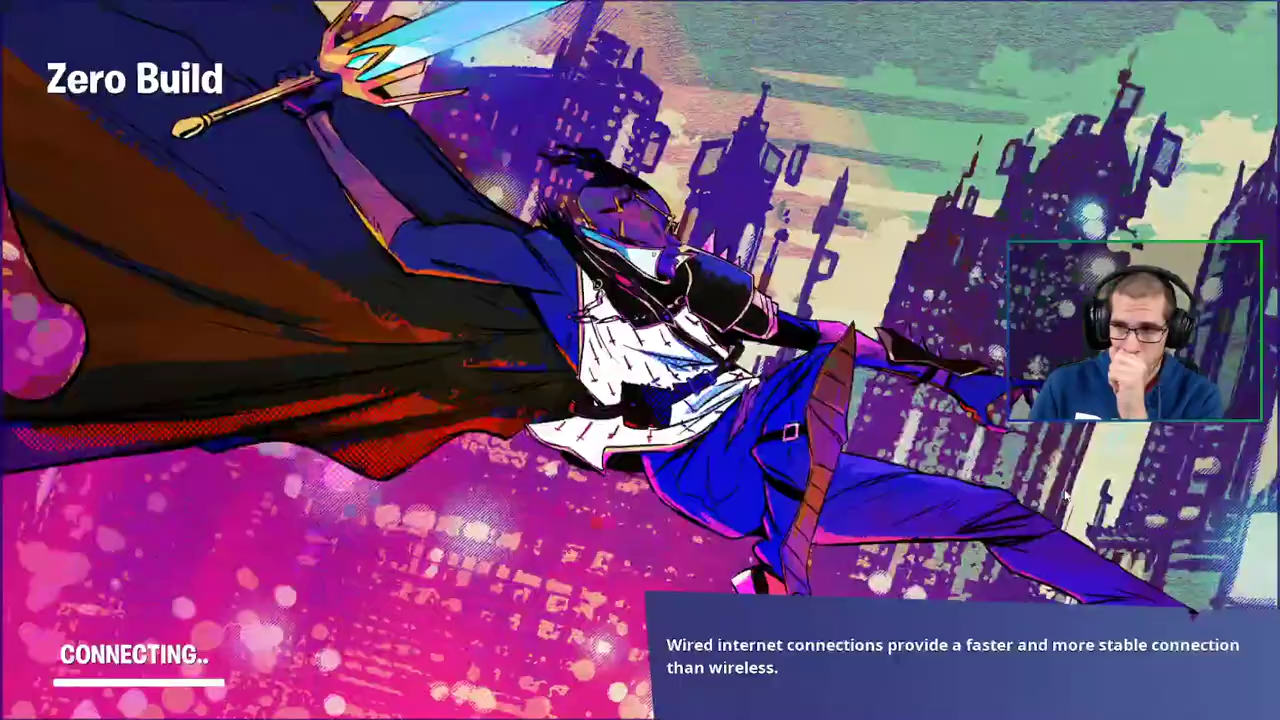 Zero Build
CONNECTING..
Wired internet connections provide a faster and more stable connection
than wireless.